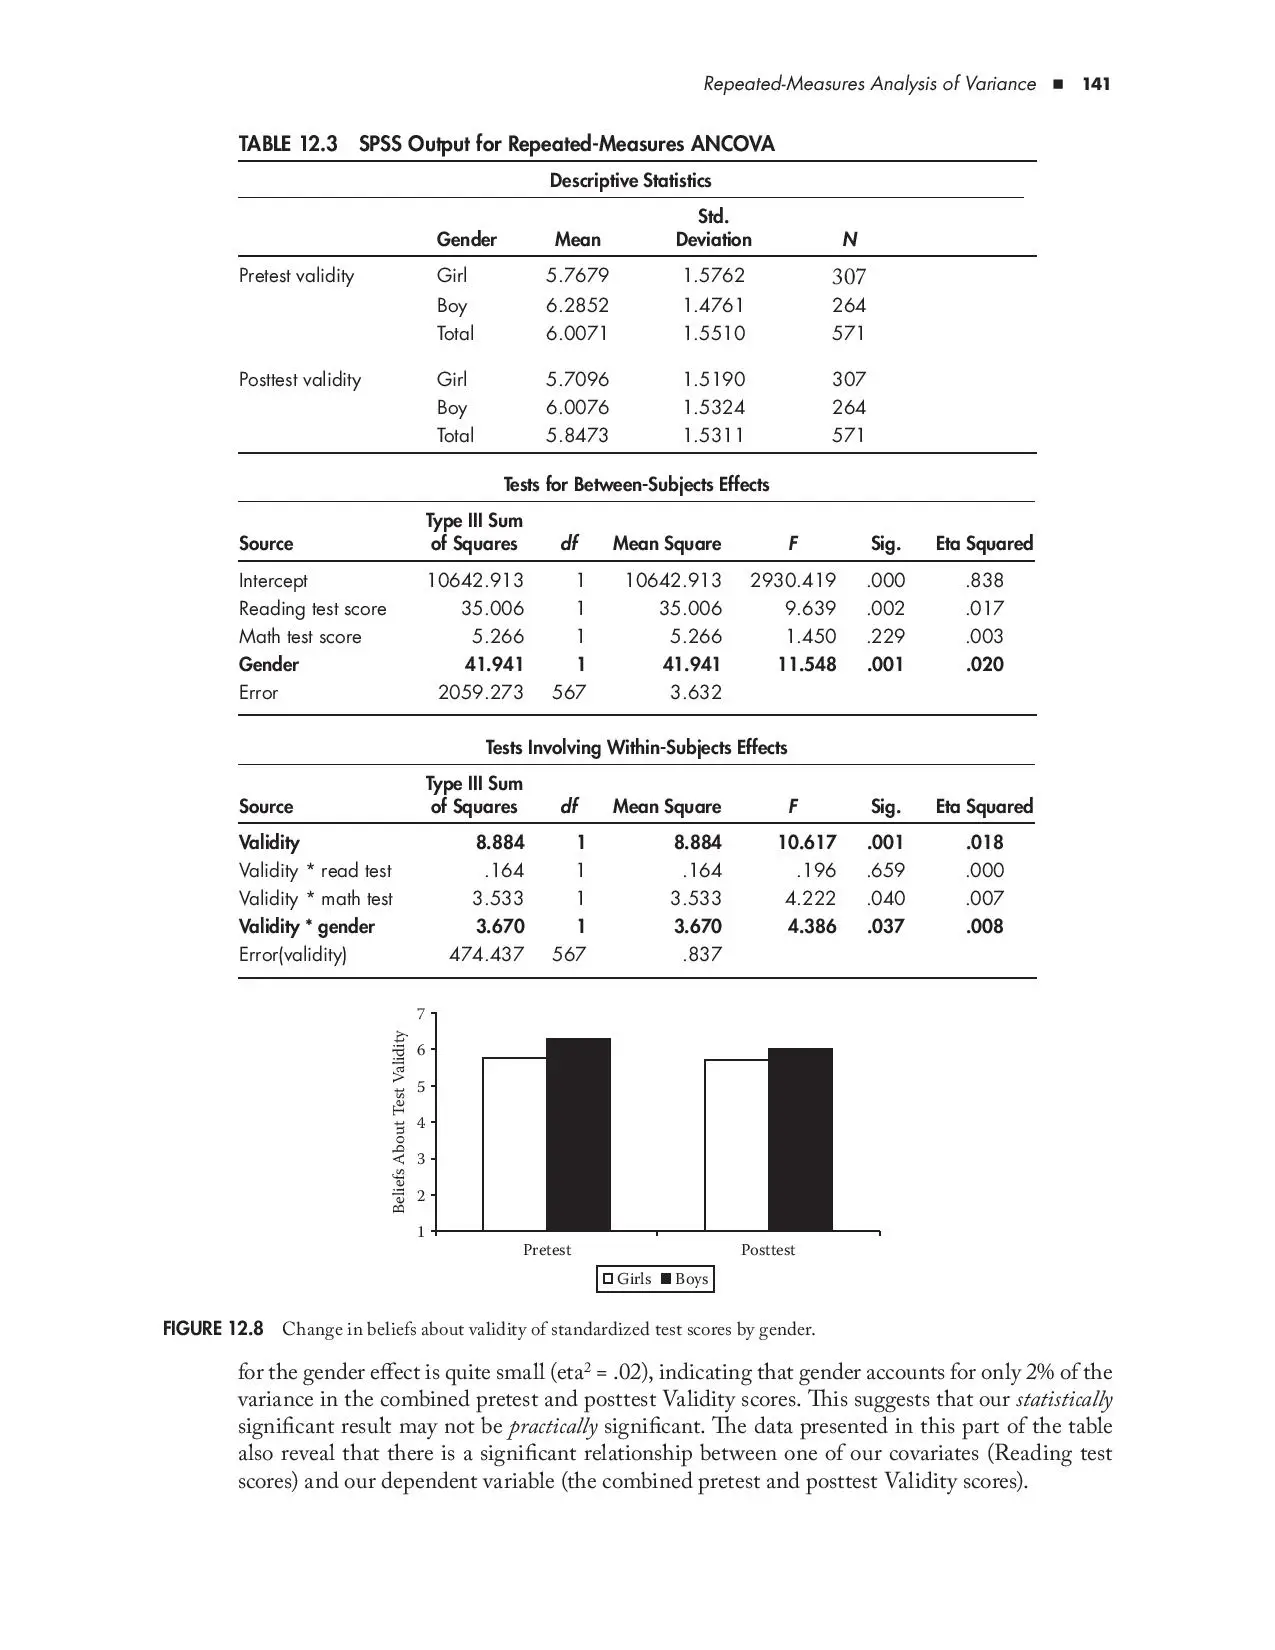 Repeated-Measures Analysis of Variance ■ 141
TABLE 12.3 SPSS Output for Repeated-Measures ANCOVA
Descriptive Statistics
Std.
Gender Mean Deviation N
Pretest validity Girl 5.7679 1.5762 307
Boy 6.2852 1.4761 264
Total 6.0071 1.5510 571
Posttest validity Girl 5.7096 1.5190 307
Boy 6.0076 1.5324 264
Total 5.8473 1.5311 571
Tests for Between-Subjects Effects
Type III Sum
Source of Squares df Mean Square F Sig. Eta Squared
Intercept 10642.913 1 10642.913 2930.419 .000 .838
Reading test score 35.006 1 35.006 9.639 .002 .017
Math test score 5.266 1 5.266 1.450 .229 .003
Gender 41.941 1 41.941 11.548 .001 .020
Error 2059.273 567 3.632
Tests Involving Within-Subjects Effects
Type III Sum
Source of Squares df Mean Square F Sig. Eta Squared
Validity 8.884 1 8.884 10.617 .001 .018
Validity * read test .164 1 .164 .196 .659 .000
Validity * math test 3.533 1 3.533 4.222 .040 .007
Validity * gender 3.670 1 3.670 4.386 .037 .008
Error(validity) 474.437 567 .837
Beliefs About Test Validity
7
6
5
4
3
2
1
Pretest Posttest
Girls Boys
FIGURE 12.8 Change in beliefs about validity of standardized test scores by gender.
for the gender effect is quite small (eta² = .02), indicating that gender accounts for only 2% of the
variance in the combined pretest and posttest Validity scores. This suggests that our statistically
significant result may not be practically significant. The data presented in this part of the table
also reveal that there is a significant relationship between one of our covariates (Reading test
scores) and our dependent variable (the combined pretest and posttest Validity scores).